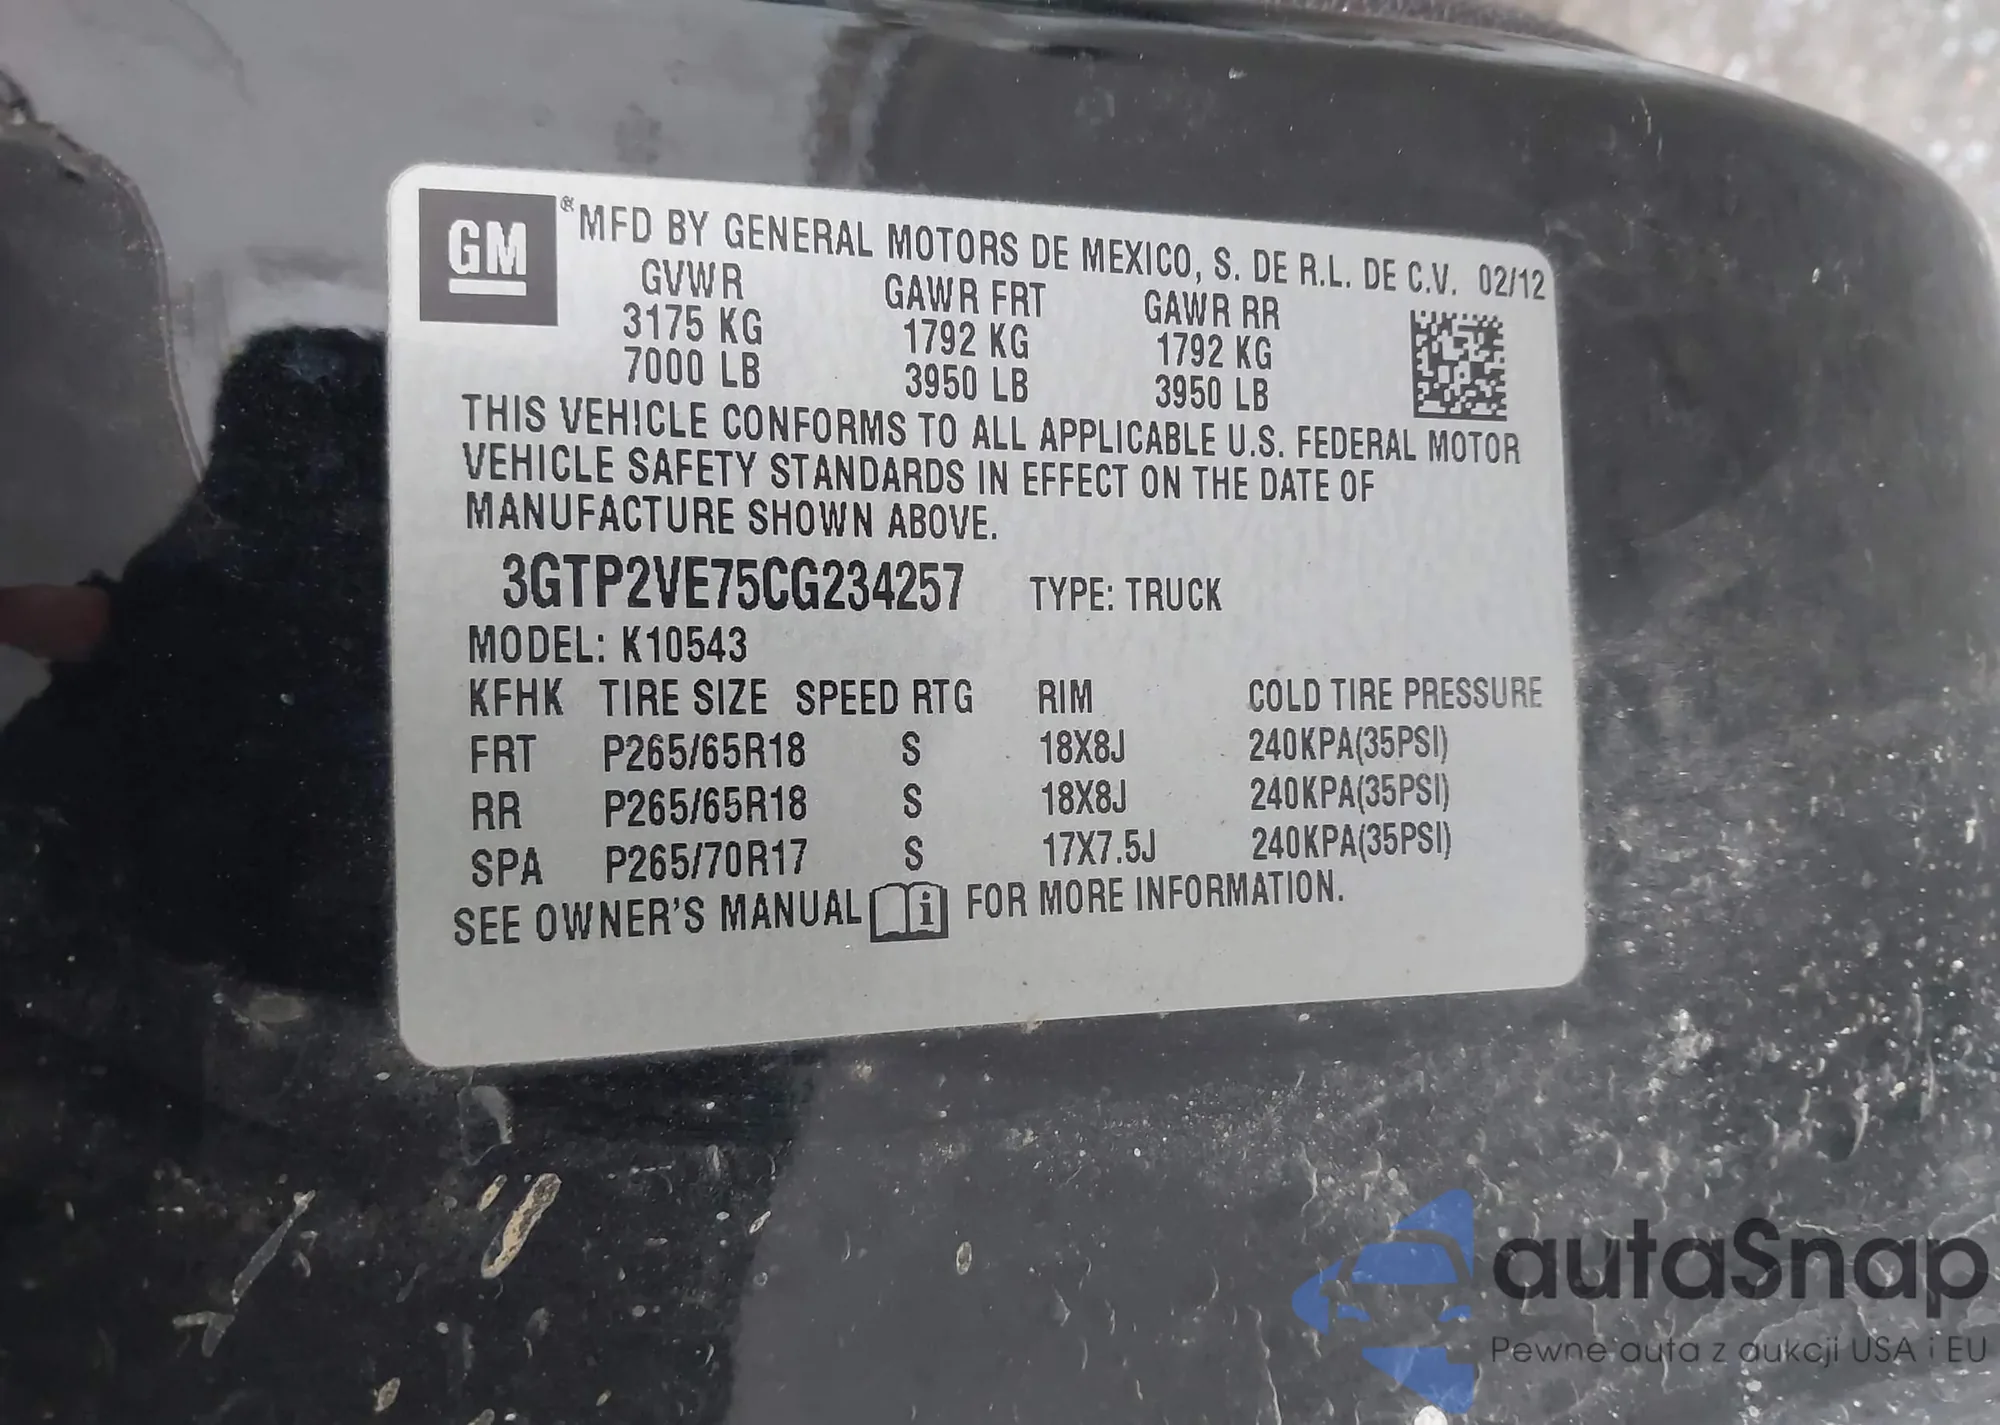 GM
®MFD BY GENERAL MOTORS DE MEXICO, S. DE R.L. DE C.V. 02/12
GVWR GAWR FRT GAWR RR
3175 KG 1792 KG 1792 KG
7000 LB 3950 LB 3950 LB
THIS VEHICLE CONFORMS TO ALL APPLICABLE U.S. FEDERAL MOTOR
VEHICLE SAFETY STANDARDS IN EFFECT ON THE DATE OF
MANUFACTURE SHOWN ABOVE.
3GTP2VE75CG234257 TYPE: TRUCK
MODEL: K10543
KFHK TIRE SIZE SPEED RTG RIM COLD TIRE PRESSURE
FRT P265/65R18 S 18X8J 240KPA(35PSI)
RR P265/65R18 S 18X8J 240KPA(35PSI)
SPA P265/70R17 S 17X7.5J 240KPA(35PSI)
SEE OWNER'S MANUAL i FOR MORE INFORMATION.
autaSnap
Pewne auta z aukcji USA i EU